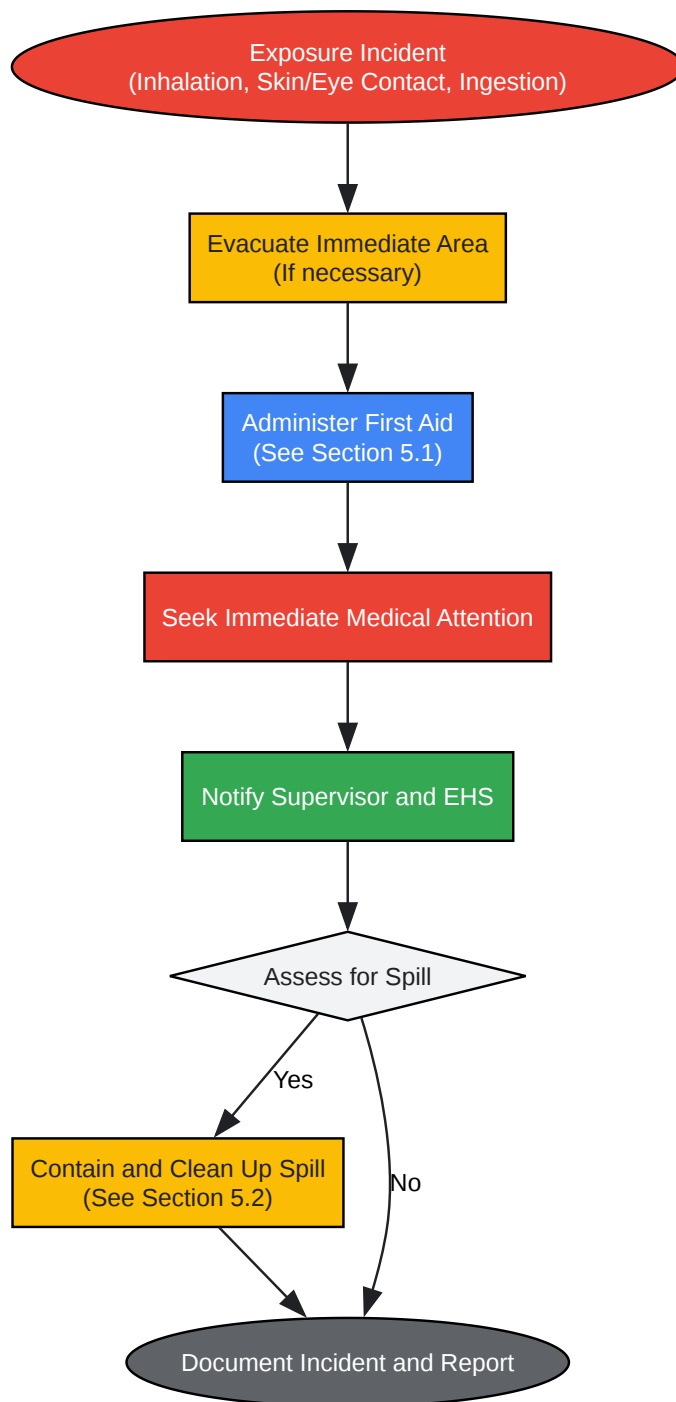 Exposure Incident
(Inhalation, Skin/Eye Contact, Ingestion)
Evacuate Immediate Area
(If necessary)
Administer First Aid
(See Section 5.1)
Seek Immediate Medical Attention
Notify Supervisor and EHS
Assess for Spill
Yes
Contain and Clean Up Spill
(See Section 5.2)
No
Document Incident and Report